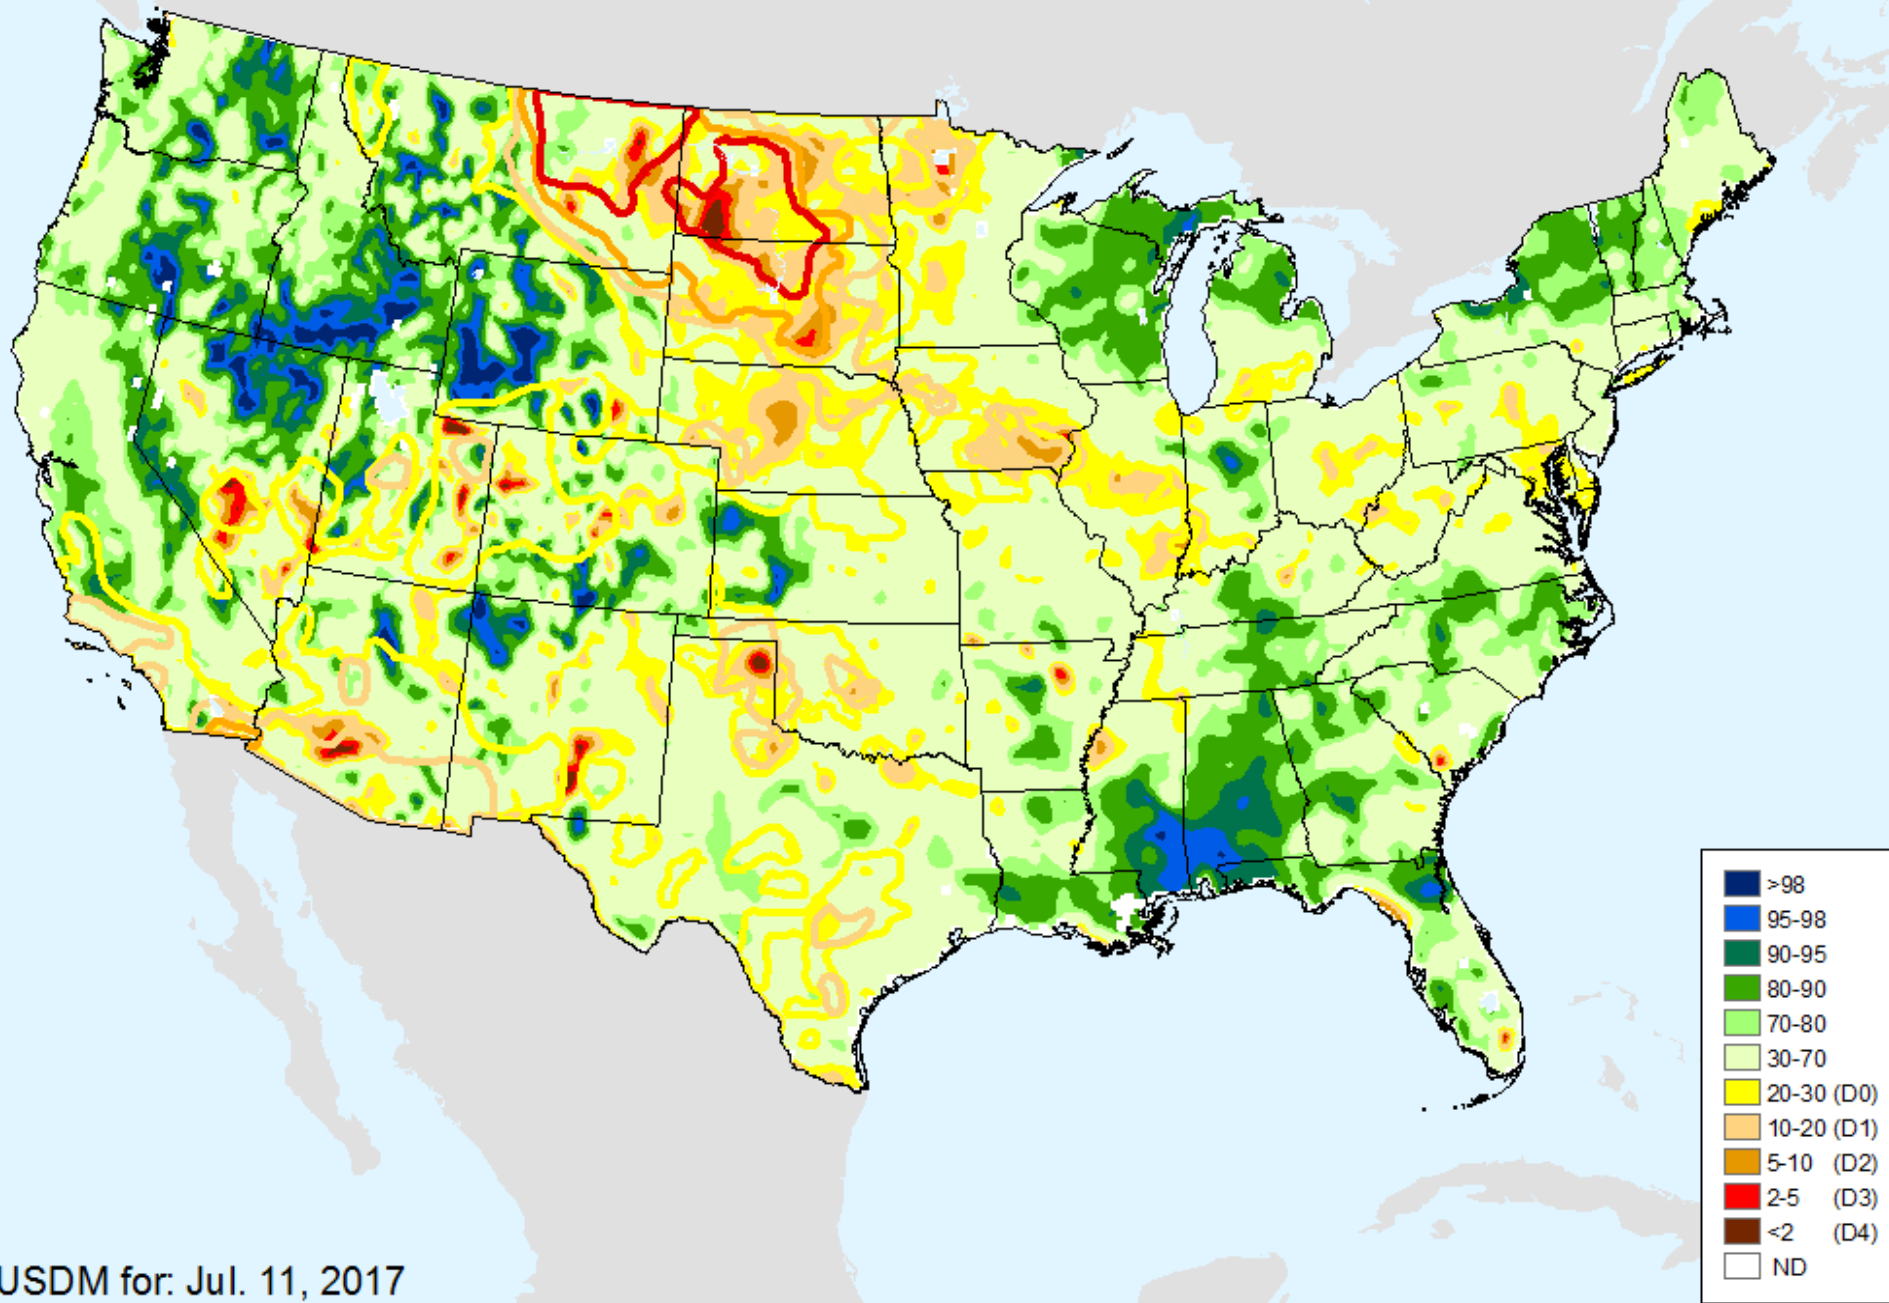 >98
95-98
90-95
80-90
70-80
30-70
20-30 (D0)
10-20 (D1)
5-10 (D2)
2-5 (D3)
<2 (D4)
ND
USDM for: Jul. 11, 2017